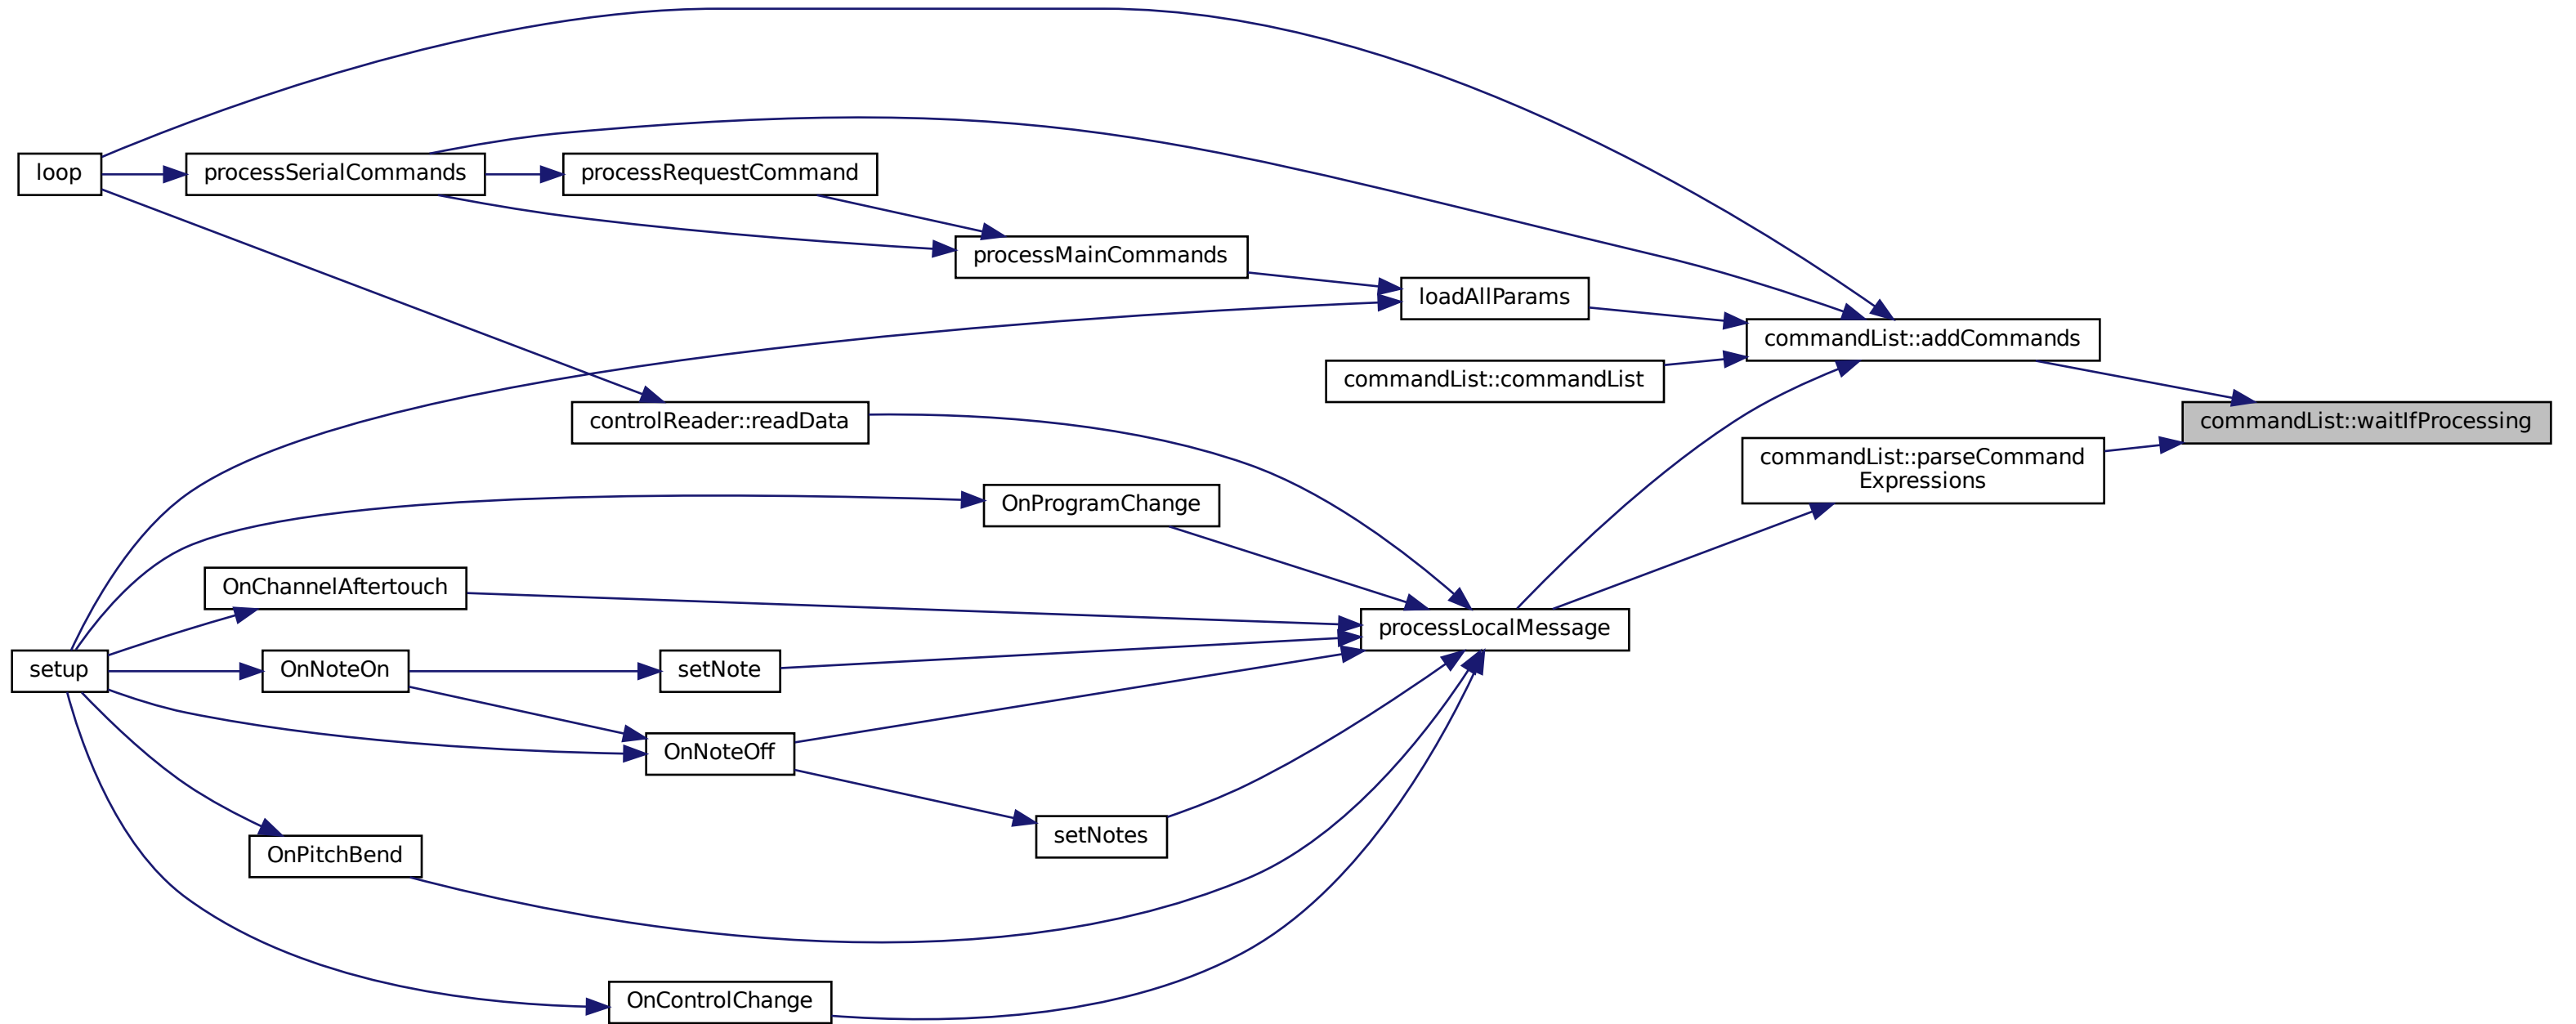 loop
processSerialCommands
processRequestCommand
processMainCommands
loadAllParams
commandList::addCommands
commandList::commandList
controlReader::readData
commandList::waitIfProcessing
commandList::parseCommand
Expressions
OnProgramChange
OnChannelAftertouch
processLocalMessage
setup
OnNoteOn
setNote
OnNoteOff
setNotes
OnPitchBend
OnControlChange